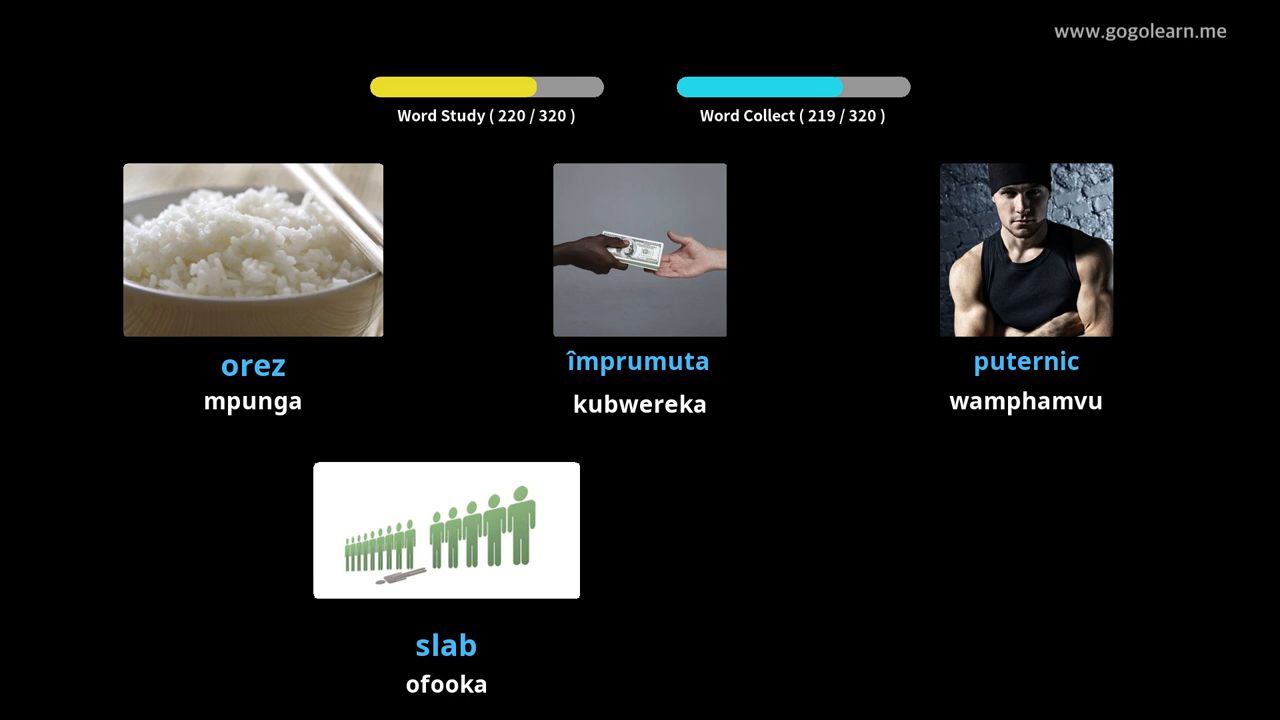 www.gogolearn.me
Word Study ( 220 / 320 )
Word Collect ( 219 / 320 )
orez
mpunga
împrumuta
kubwereka
puternic
wamphamvu
slab
ofooka